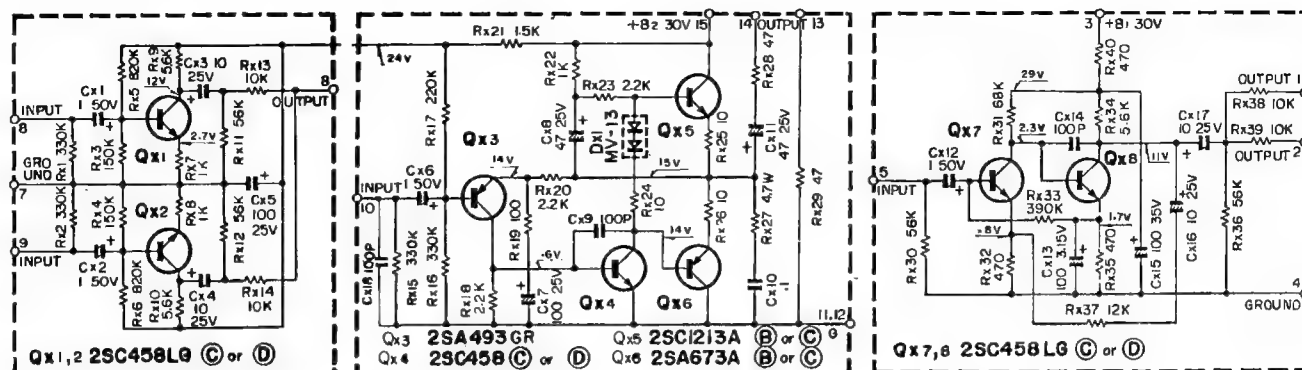 Rx9 5.6K
Rx5 820K
12V
Cx3 10 25V
Rx13 10K
8
OUTPUT
8 INPUT
Cx1 1 50V
Rx1 330K
Rx3 150K
Qx1
2.7V
Rx7 1K
Rx11 56K
GROUND
7
Rx2 330K
Rx4 150K
Qx2
Rx8 1K
Rx12 56K
Cx5 100 25V
9 INPUT
Cx2 1 50V
Rx6 820K
Rx10 5.6K
Cx4 10 25V
Rx14 10K
Qx1,2 2SC458LG Ⓒ or Ⓓ
24V
Rx21 1.5K
+B2 30V 15
14 OUTPUT 13
Rx22 1K
Rx28 47
Rx17 220K
Rx23 2.2K
Cx8 47 25V
Dx1 MV-13
Qx5
Rx25 10
Cx11 47 25V
Qx3
14V
15V
INPUT 10
Cx6 1 50V
Rx20 2.2K
Rx24 10
Rx26 10
Rx27 4.7W
Rx29 47
Cx18 100P
Rx15 330K
Rx16 330K
Rx19 100
Cx9 100P
14V
.6V
Rx18 2.2K
Cx7 100 25V
Qx4
Qx6
Cx10 .1
11,12
G
Qx3 2SA493 GR
Qx4 2SC458 Ⓒ or Ⓓ
Qx5 2SC1213A Ⓑ or Ⓒ
Qx6 2SA673A Ⓑ or Ⓒ
3 +B1 30V
Rx40 470
29V
Rx31 68K
Rx34 5.6K
Qx7
2.3V
Cx14 100P
Cx17 10 25V
OUTPUT 1
Rx38 10K
Rx39 10K
OUTPUT 2
Qx8
11V
5 INPUT
Cx12 1 50V
Rx33 390K
1.7V
.8V
Rx30 56K
Rx32 470
Cx13 100 3.15V
Rx35 470
Cx15 100 35V
Cx16 10 25V
Rx36 56K
Rx37 12K
4
GROUND
Qx7,8 2SC458LG Ⓒ or Ⓓ